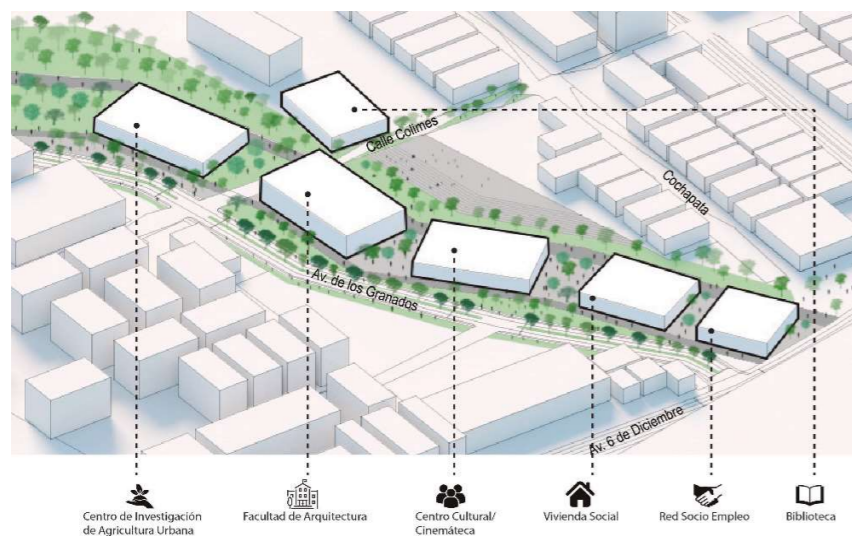 Calle Colimes
Cochapata
Av. de los Granados
Av. 6 de Diciembre
Centro de Investigación
de Agricultura Urbana
Facultad de Arquitectura
Centro Cultural/
Cinemáteca
Vivienda Social
Red Socio Empleo
Biblioteca